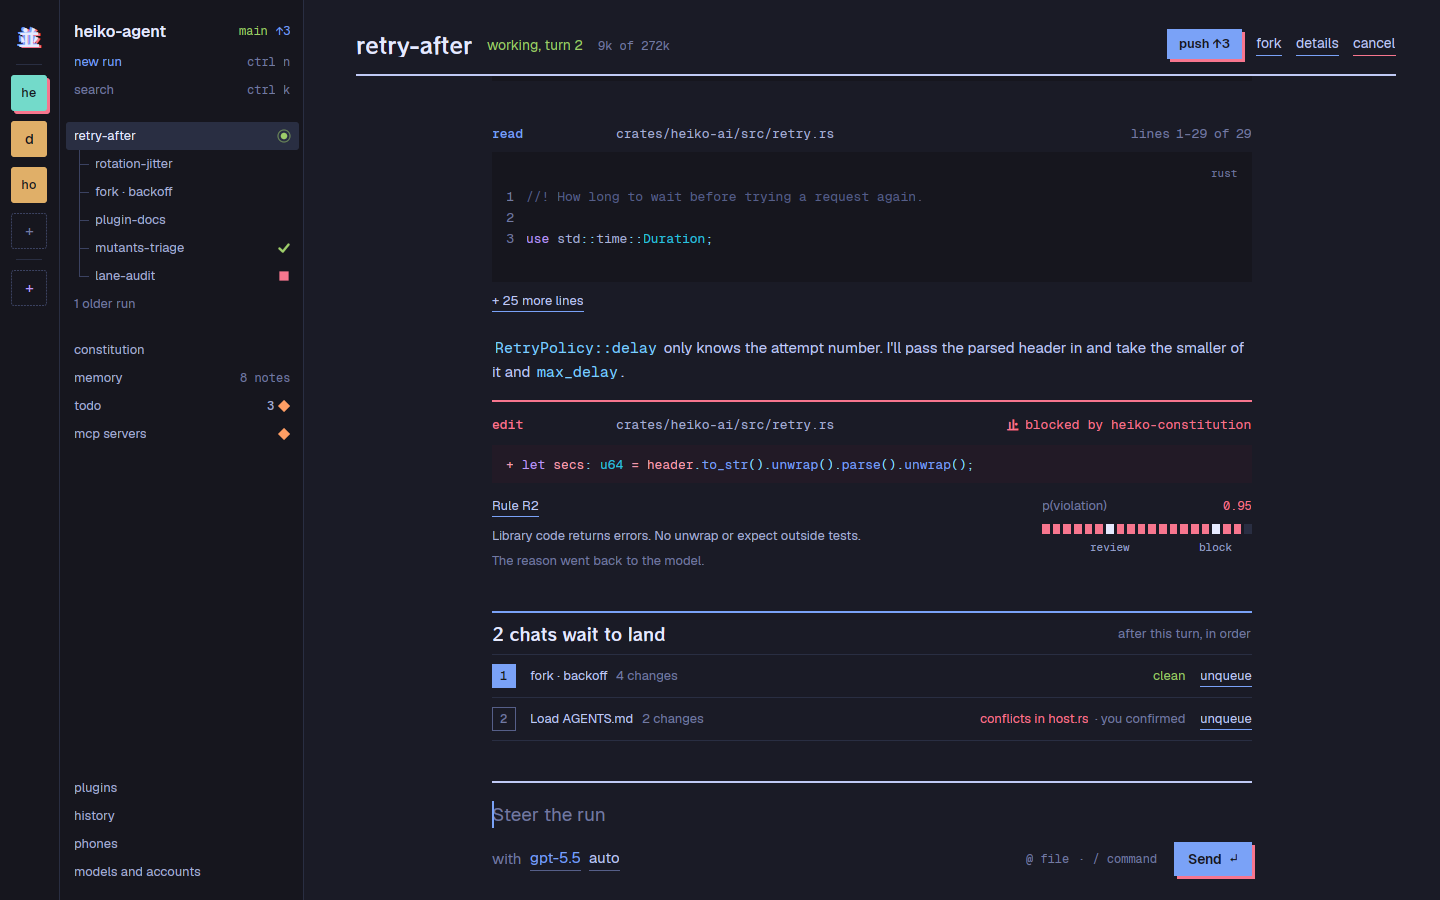 heiko-agent main ↑3
new run ctrl n
search ctrl k
he
d
ho
+
+
retry-after
rotation-jitter
fork · backoff
plugin-docs
mutants-triage
lane-audit
1 older run
constitution
memory 8 notes
todo 3
mcp servers
plugins
history
phones
models and accounts
retry-after working, turn 2 9k of 272k push ↑3 fork details cancel
read crates/heiko-ai/src/retry.rs lines 1-29 of 29
rust
1 //! How long to wait before trying a request again.
2
3 use std::time::Duration;
+ 25 more lines
RetryPolicy::delay only knows the attempt number. I'll pass the parsed header in and take the smaller of
it and max_delay.
edit crates/heiko-ai/src/retry.rs blocked by heiko-constitution
+ let secs: u64 = header.to_str().unwrap().parse().unwrap();
Rule R2 p(violation) 0.95
Library code returns errors. No unwrap or expect outside tests.
review block
The reason went back to the model.
2 chats wait to land after this turn, in order
1 fork · backoff 4 changes clean unqueue
2 Load AGENTS.md 2 changes conflicts in host.rs · you confirmed unqueue
Steer the run
with gpt-5.5 auto @ file · / command Send ↵